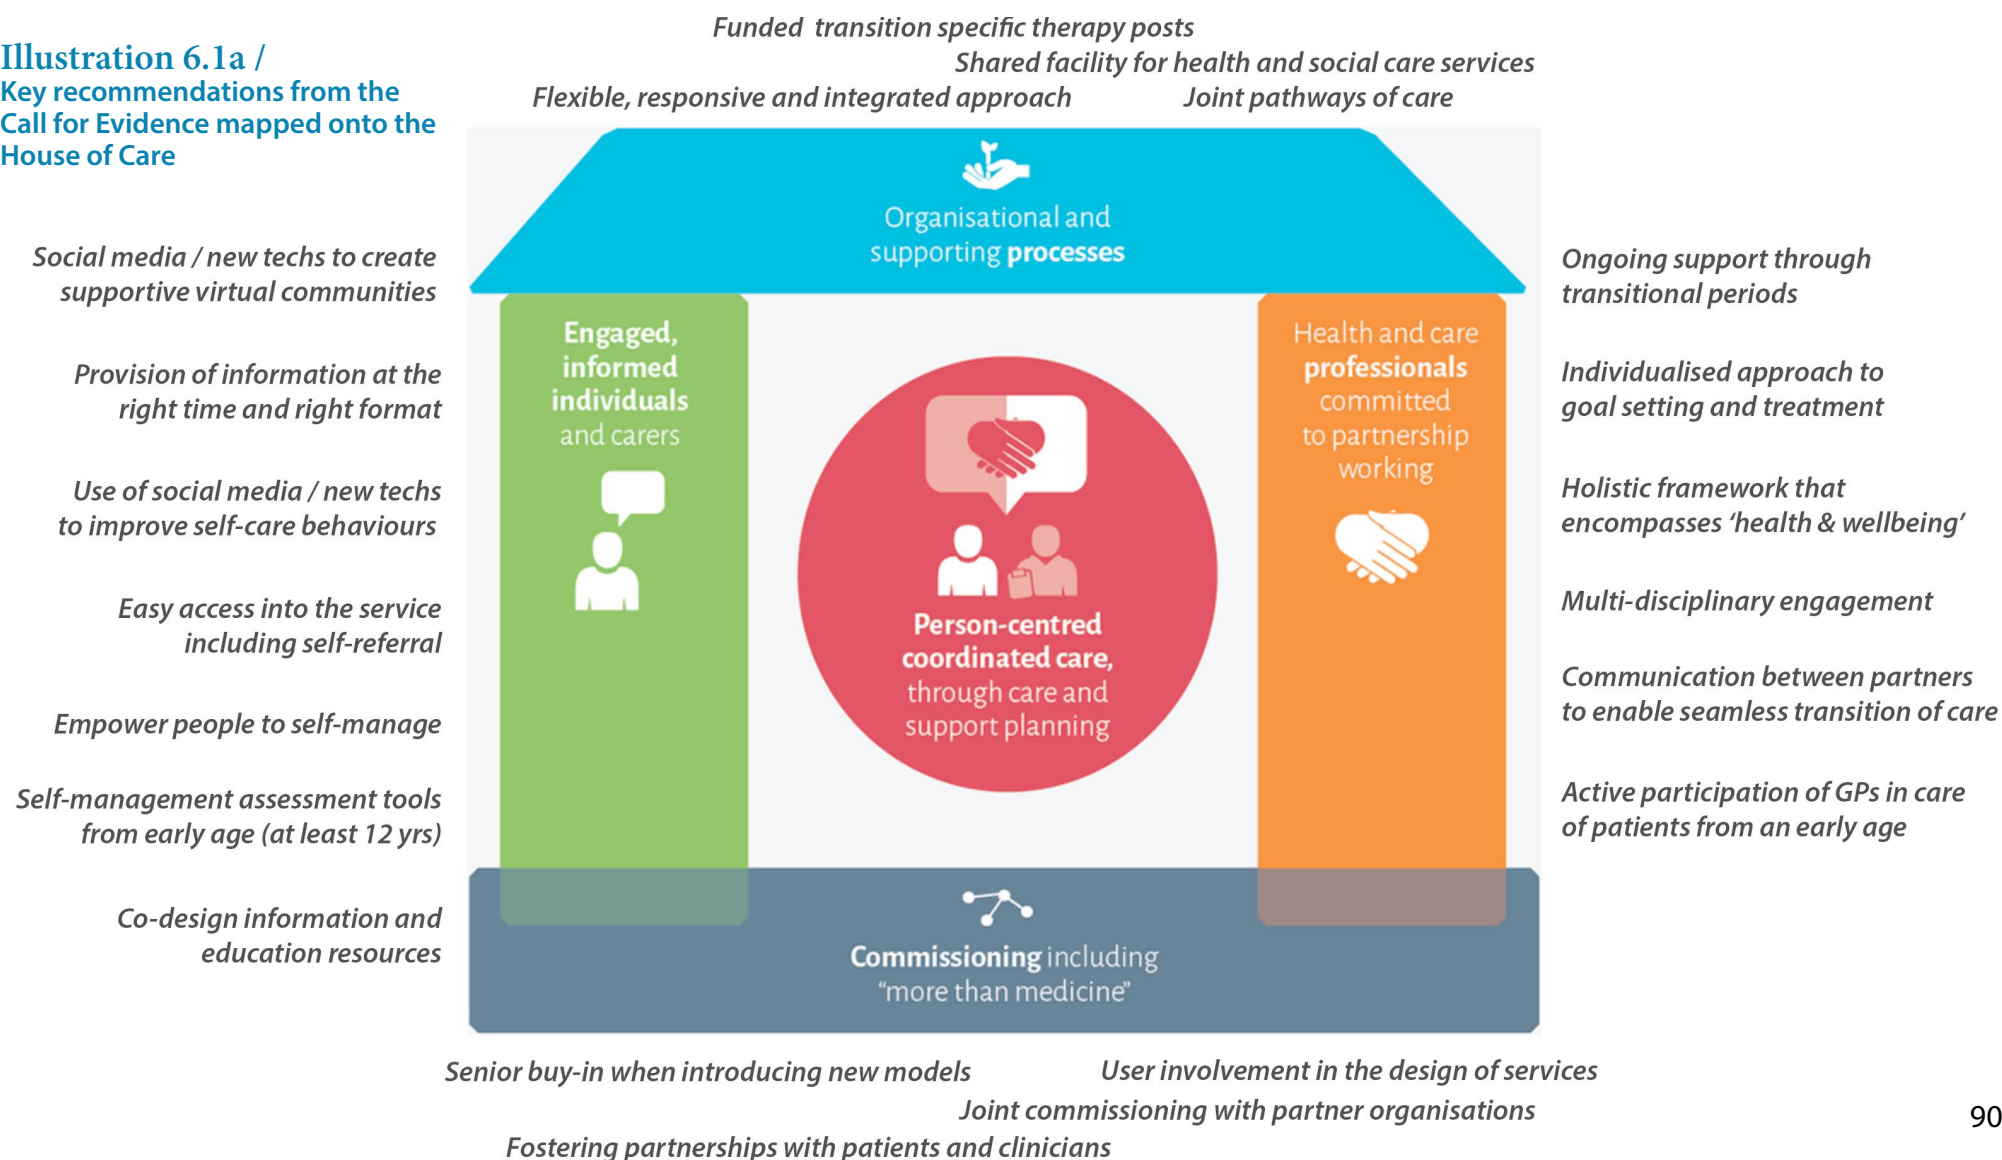 Illustration 6.1a /
Key recommendations from the
Call for Evidence mapped onto the
House of Care
Funded transition specific therapy posts
Shared facility for health and social care services
Flexible, responsive and integrated approach
Joint pathways of care
Organisational and
supporting processes
Social media / new techs to create
supportive virtual communities
Provision of information at the
right time and right format
Use of social media / new techs
to improve self-care behaviours
Easy access into the service
including self-referral
Empower people to self-manage
Self-management assessment tools
from early age (at least 12 yrs)
Co-design information and
education resources
Engaged,
informed
individuals
and carers
Person-centred
coordinated care,
through care and
support planning
Health and care
professionals
committed
to partnership
working
Ongoing support through
transitional periods
Individualised approach to
goal setting and treatment
Holistic framework that
encompasses ‘health & wellbeing’
Multi-disciplinary engagement
Communication between partners
to enable seamless transition of care
Active participation of GPs in care
of patients from an early age
Commissioning including
“more than medicine”
Senior buy-in when introducing new models
User involvement in the design of services
Joint commissioning with partner organisations
Fostering partnerships with patients and clinicians
90